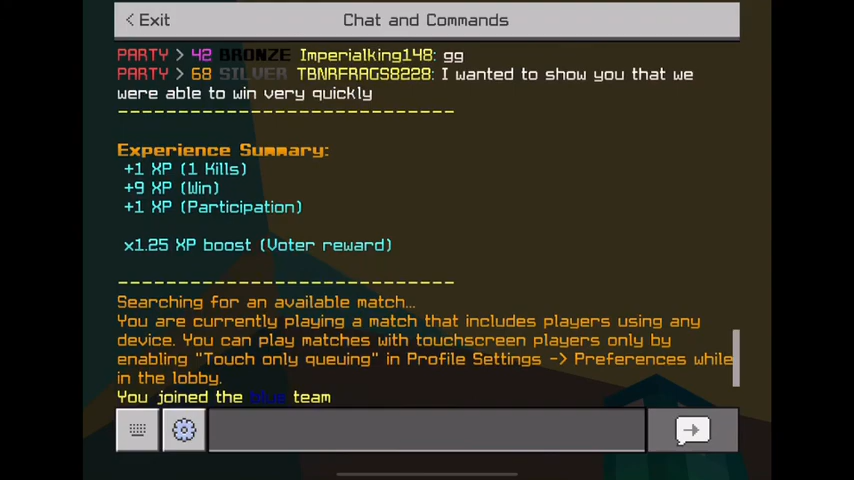 < Exit
Chat and Commands
PARTY > 42 BRONZE Imperialking148: gg
PARTY > 68 SILVER TBNRFRAGS8228: I wanted to show you that we
were able to win very quickly
----------------------------
Experience Summary:
+1 XP (1 Kills)
+9 XP (Win)
+1 XP (Participation)
x1.25 XP boost (Voter reward)
----------------------------
Searching for an available match...
You are currently playing a match that includes players using any
device. You can play matches with touchscreen players only by
enabling "Touch only queuing" in Profile Settings -> Preferences while
in the lobby.
You joined the blue team